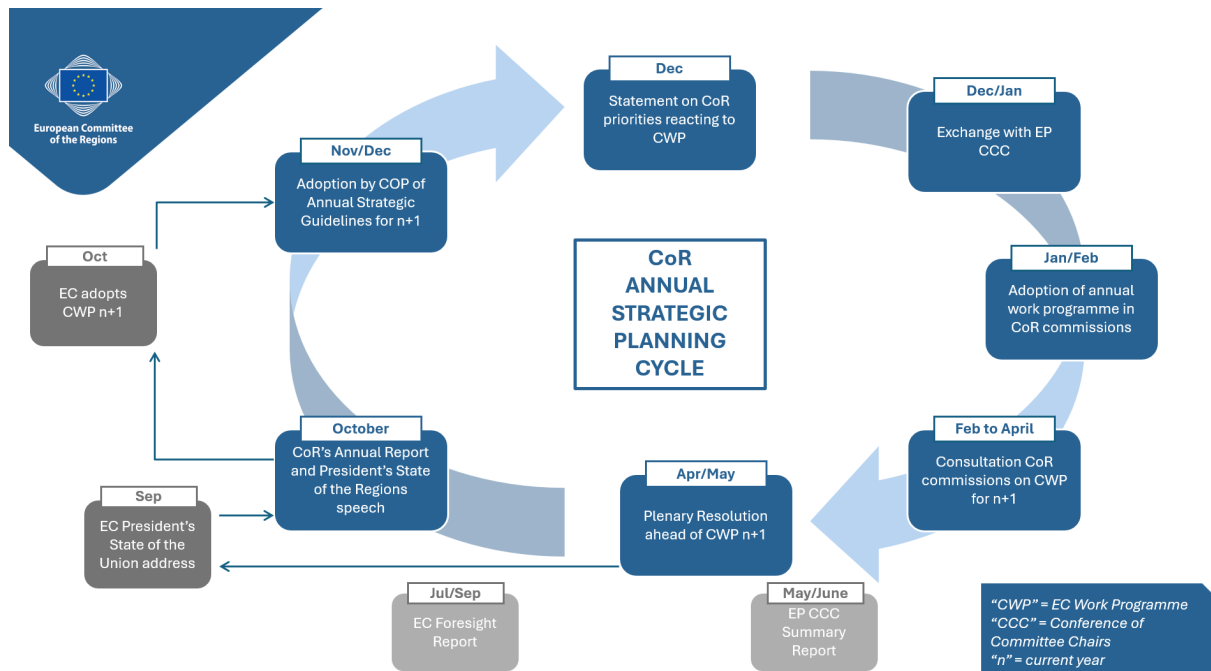 European Committee
of the Regions
Dec
Statement on CoR
priorities reacting to
CWP
Dec/Jan
Exchange with EP
CCC
Jan/Feb
Adoption of annual
work programme in
CoR commissions
Feb to April
Consultation CoR
commissions on CWP
for n+1
Apr/May
Plenary Resolution
ahead of CWP n+1
May/June
EP CCC
Summary
Report
Jul/Sep
EC Foresight
Report
Sep
EC President’s
State of the
Union address
October
CoR’s Annual Report
and President’s State
of the Regions
speech
Oct
EC adopts
CWP n+1
Nov/Dec
Adoption by COP of
Annual Strategic
Guidelines for n+1
CoR
ANNUAL
STRATEGIC
PLANNING
CYCLE
“CWP” = EC Work Programme
“CCC” = Conference of
Committee Chairs
“n” = current year